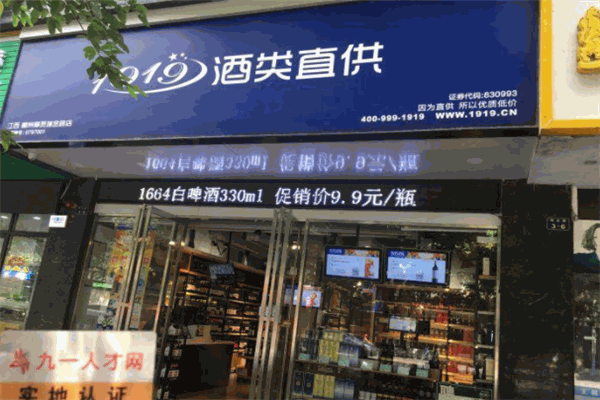 1919 酒类直供
证券代码:830993
因为直供 所以优质低价
400-999-1919 WWW.1919.CN
1664白啤酒330ml 促销价9.9元/瓶
九一人才网
实地认证